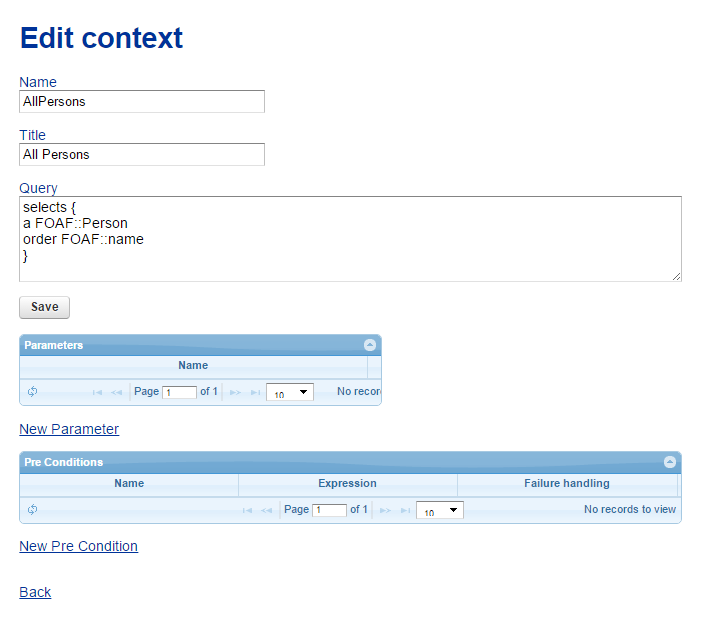 Edit context
Name
AllPersons
Title
All Persons
Query
selects {
a FOAF::Person
order FOAF::name
}
Save
Parameters
Name
Page 1 of 1 10 No recor
New Parameter
Pre Conditions
Name Expression Failure handling
Page 1 of 1 10 No records to view
New Pre Condition
Back